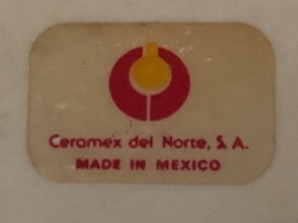 Ceramex del Norte, S. A.
MADE IN MEXICO